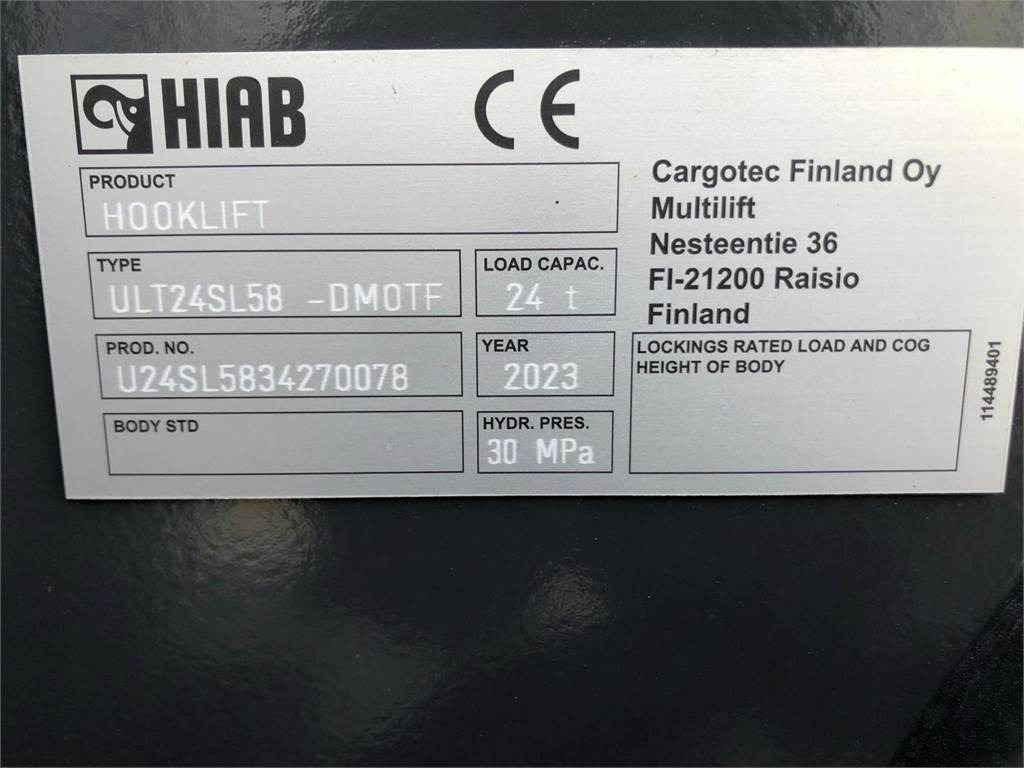 HIAB CE
PRODUCT
HOOKLIFT
TYPE
ULT24SL58 -DMOTF
LOAD CAPAC.
24 t
PROD. NO.
U24SL5834270078
YEAR
2023
BODY STD
HYDR. PRES.
30 MPa
Cargotec Finland Oy
Multilift
Nesteentie 36
FI-21200 Raisio
Finland
LOCKINGS RATED LOAD AND COG
HEIGHT OF BODY
114489401